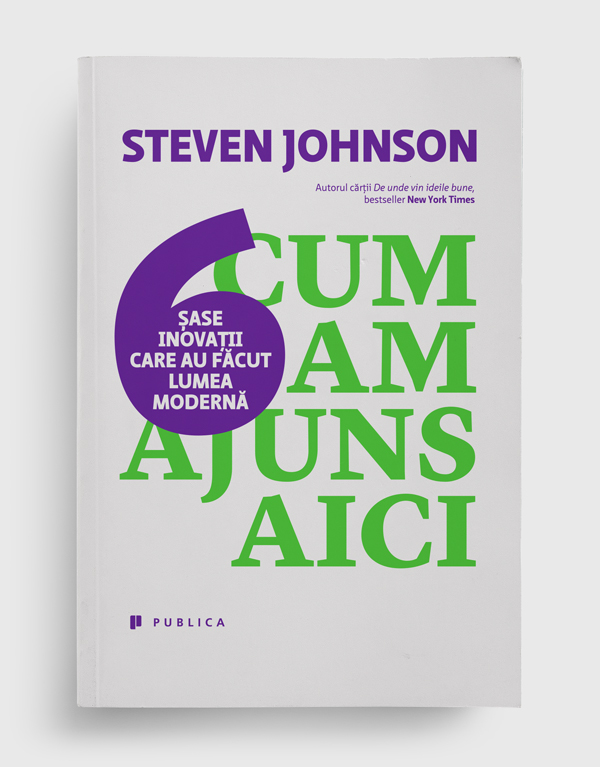 STEVEN JOHNSON
Autorul cărții De unde vin ideile bune,
bestseller New York Times
CUM
AM
AJUNS
AICI
6
ȘASE
INOVAȚII
CARE AU FĂCUT
LUMEA
MODERNĂ
PUBLICA